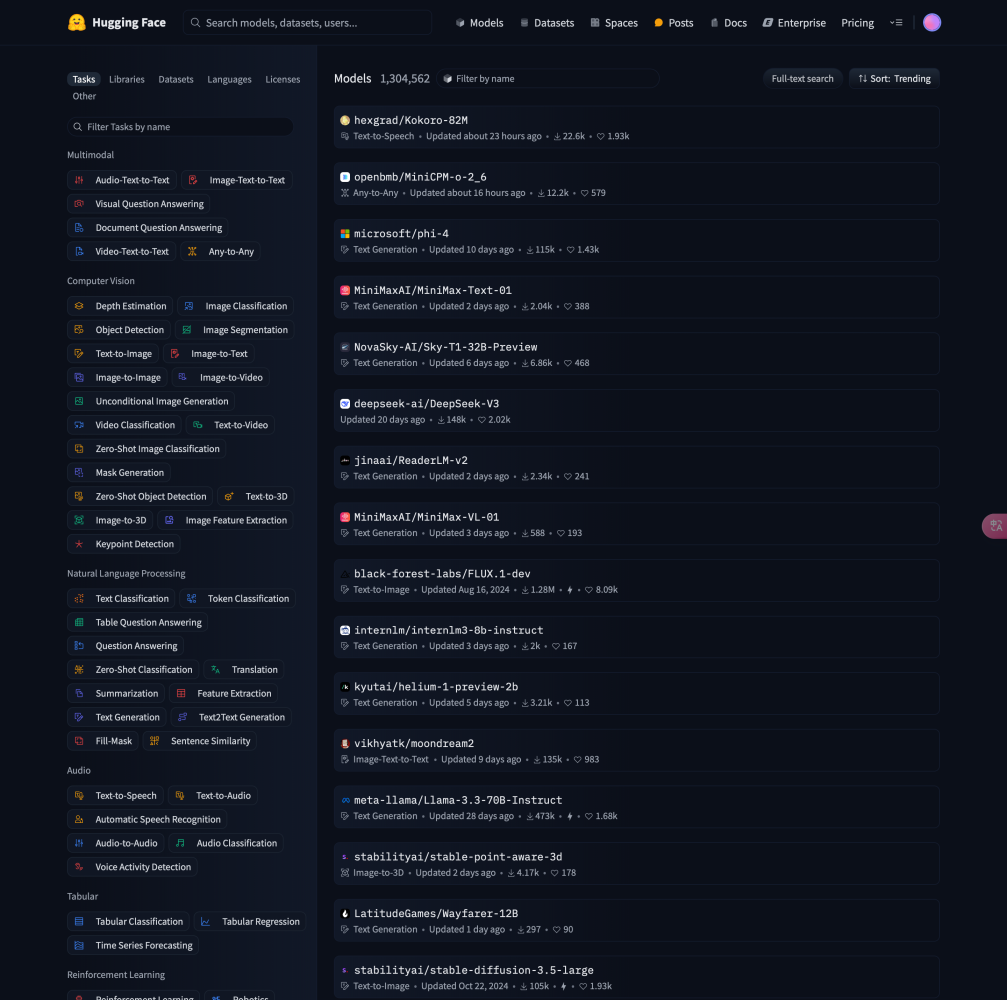 Hugging Face
Search models, datasets, users...
Models
Datasets
Spaces
Posts
Docs
Enterprise
Pricing
Tasks
Libraries
Datasets
Languages
Licenses
Other
Filter Tasks by name
Multimodal
Audio-Text-to-Text
Image-Text-to-Text
Visual Question Answering
Document Question Answering
Video-Text-to-Text
Any-to-Any
Computer Vision
Depth Estimation
Image Classification
Object Detection
Image Segmentation
Text-to-Image
Image-to-Text
Image-to-Image
Image-to-Video
Unconditional Image Generation
Video Classification
Text-to-Video
Zero-Shot Image Classification
Mask Generation
Zero-Shot Object Detection
Text-to-3D
Image-to-3D
Image Feature Extraction
Keypoint Detection
Natural Language Processing
Text Classification
Token Classification
Table Question Answering
Question Answering
Zero-Shot Classification
Translation
Summarization
Feature Extraction
Text Generation
Text2Text Generation
Fill-Mask
Sentence Similarity
Audio
Text-to-Speech
Text-to-Audio
Automatic Speech Recognition
Audio-to-Audio
Audio Classification
Voice Activity Detection
Tabular
Tabular Classification
Tabular Regression
Time Series Forecasting
Reinforcement Learning
Reinforcement Learning
Robotics
Models 1,304,562
Filter by name
Full-text search
Sort: Trending
hexgrad/Kokoro-82M
Text-to-Speech • Updated about 23 hours ago • 22.6k • 1.93k
openbmb/MiniCPM-o-2_6
Any-to-Any • Updated about 16 hours ago • 12.2k • 579
microsoft/phi-4
Text Generation • Updated 10 days ago • 115k • 1.43k
MiniMaxAI/MiniMax-Text-01
Text Generation • Updated 2 days ago • 2.04k • 388
NovaSky-AI/Sky-T1-32B-Preview
Text Generation • Updated 6 days ago • 6.86k • 468
deepseek-ai/DeepSeek-V3
Updated 20 days ago • 148k • 2.02k
jinaai/ReaderLM-v2
Text Generation • Updated 2 days ago • 2.34k • 241
MiniMaxAI/MiniMax-VL-01
Text Generation • Updated 3 days ago • 588 • 193
black-forest-labs/FLUX.1-dev
Text-to-Image • Updated Aug 16, 2024 • 1.28M • • 8.09k
internlm/internlm3-8b-instruct
Text Generation • Updated 3 days ago • 2k • 167
kyutai/helium-1-preview-2b
Text Generation • Updated 5 days ago • 3.21k • 113
vikhyatk/moondream2
Image-Text-to-Text • Updated 9 days ago • 135k • 983
meta-llama/Llama-3.3-70B-Instruct
Text Generation • Updated 28 days ago • 473k • • 1.68k
stabilityai/stable-point-aware-3d
Image-to-3D • Updated 2 days ago • 4.17k • 178
LatitudeGames/Wayfarer-12B
Text Generation • Updated 1 day ago • 297 • 90
stabilityai/stable-diffusion-3.5-large
Text-to-Image • Updated Oct 22, 2024 • 105k • • 1.93k